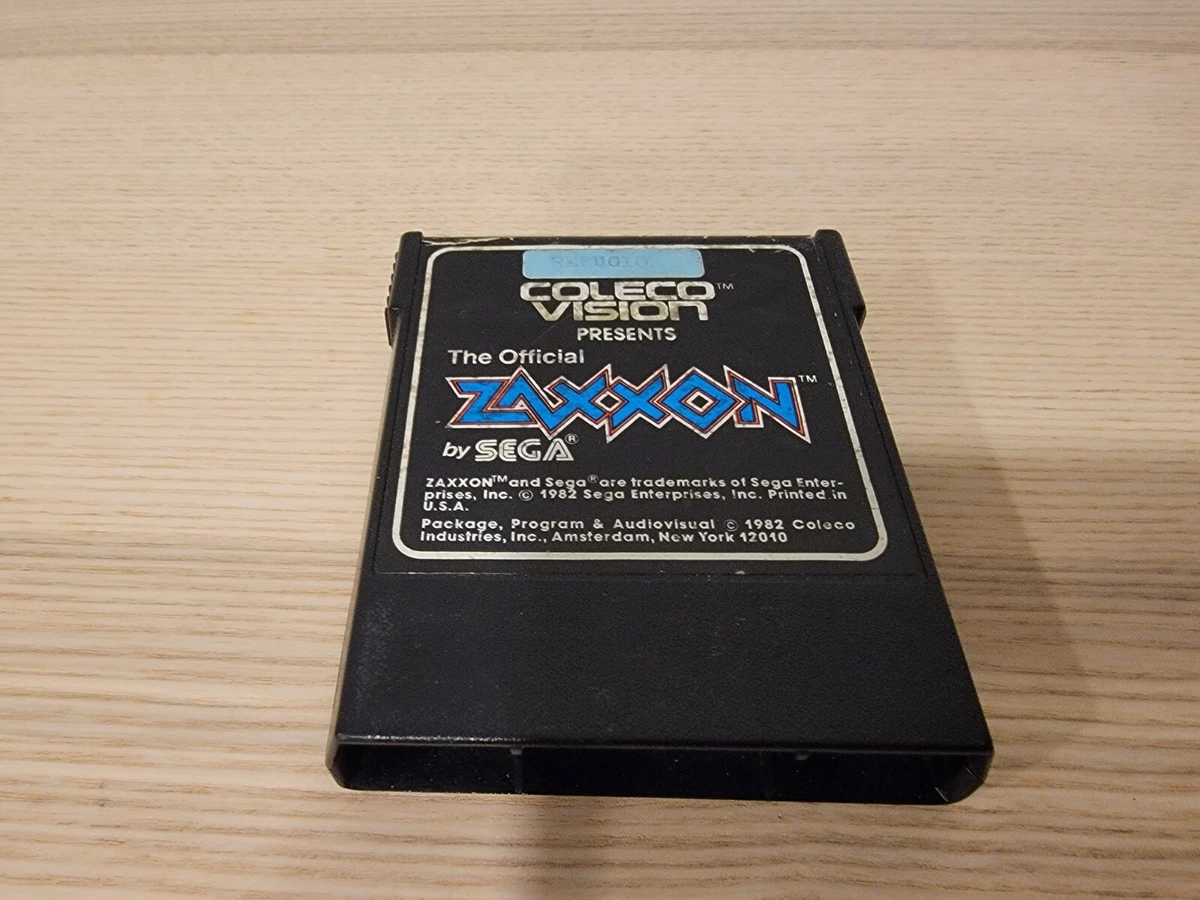 COLECO™
VISION
PRESENTS
The Official
ZAXXON™
by SEGA®
ZAXXON™ and Sega® are trademarks of Sega Enter-
prises, Inc. © 1982 Sega Enterprises, Inc. Printed in
U.S.A.
Package, Program & Audiovisual © 1982 Coleco
Industries, Inc., Amsterdam, New York 12010